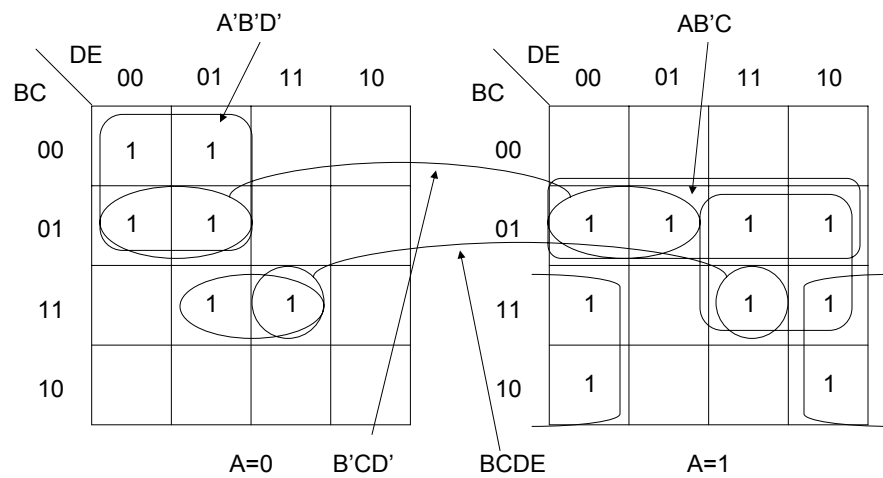 A'B'D' AB'C
DE DE
BC 00 01 11 10 BC 00 01 11 10
00 1 1 00
01 1 1 01 1 1 1 1
11 1 1 11 1 1 1
10 10 1 1
A=0 B'CD' BCDE A=1